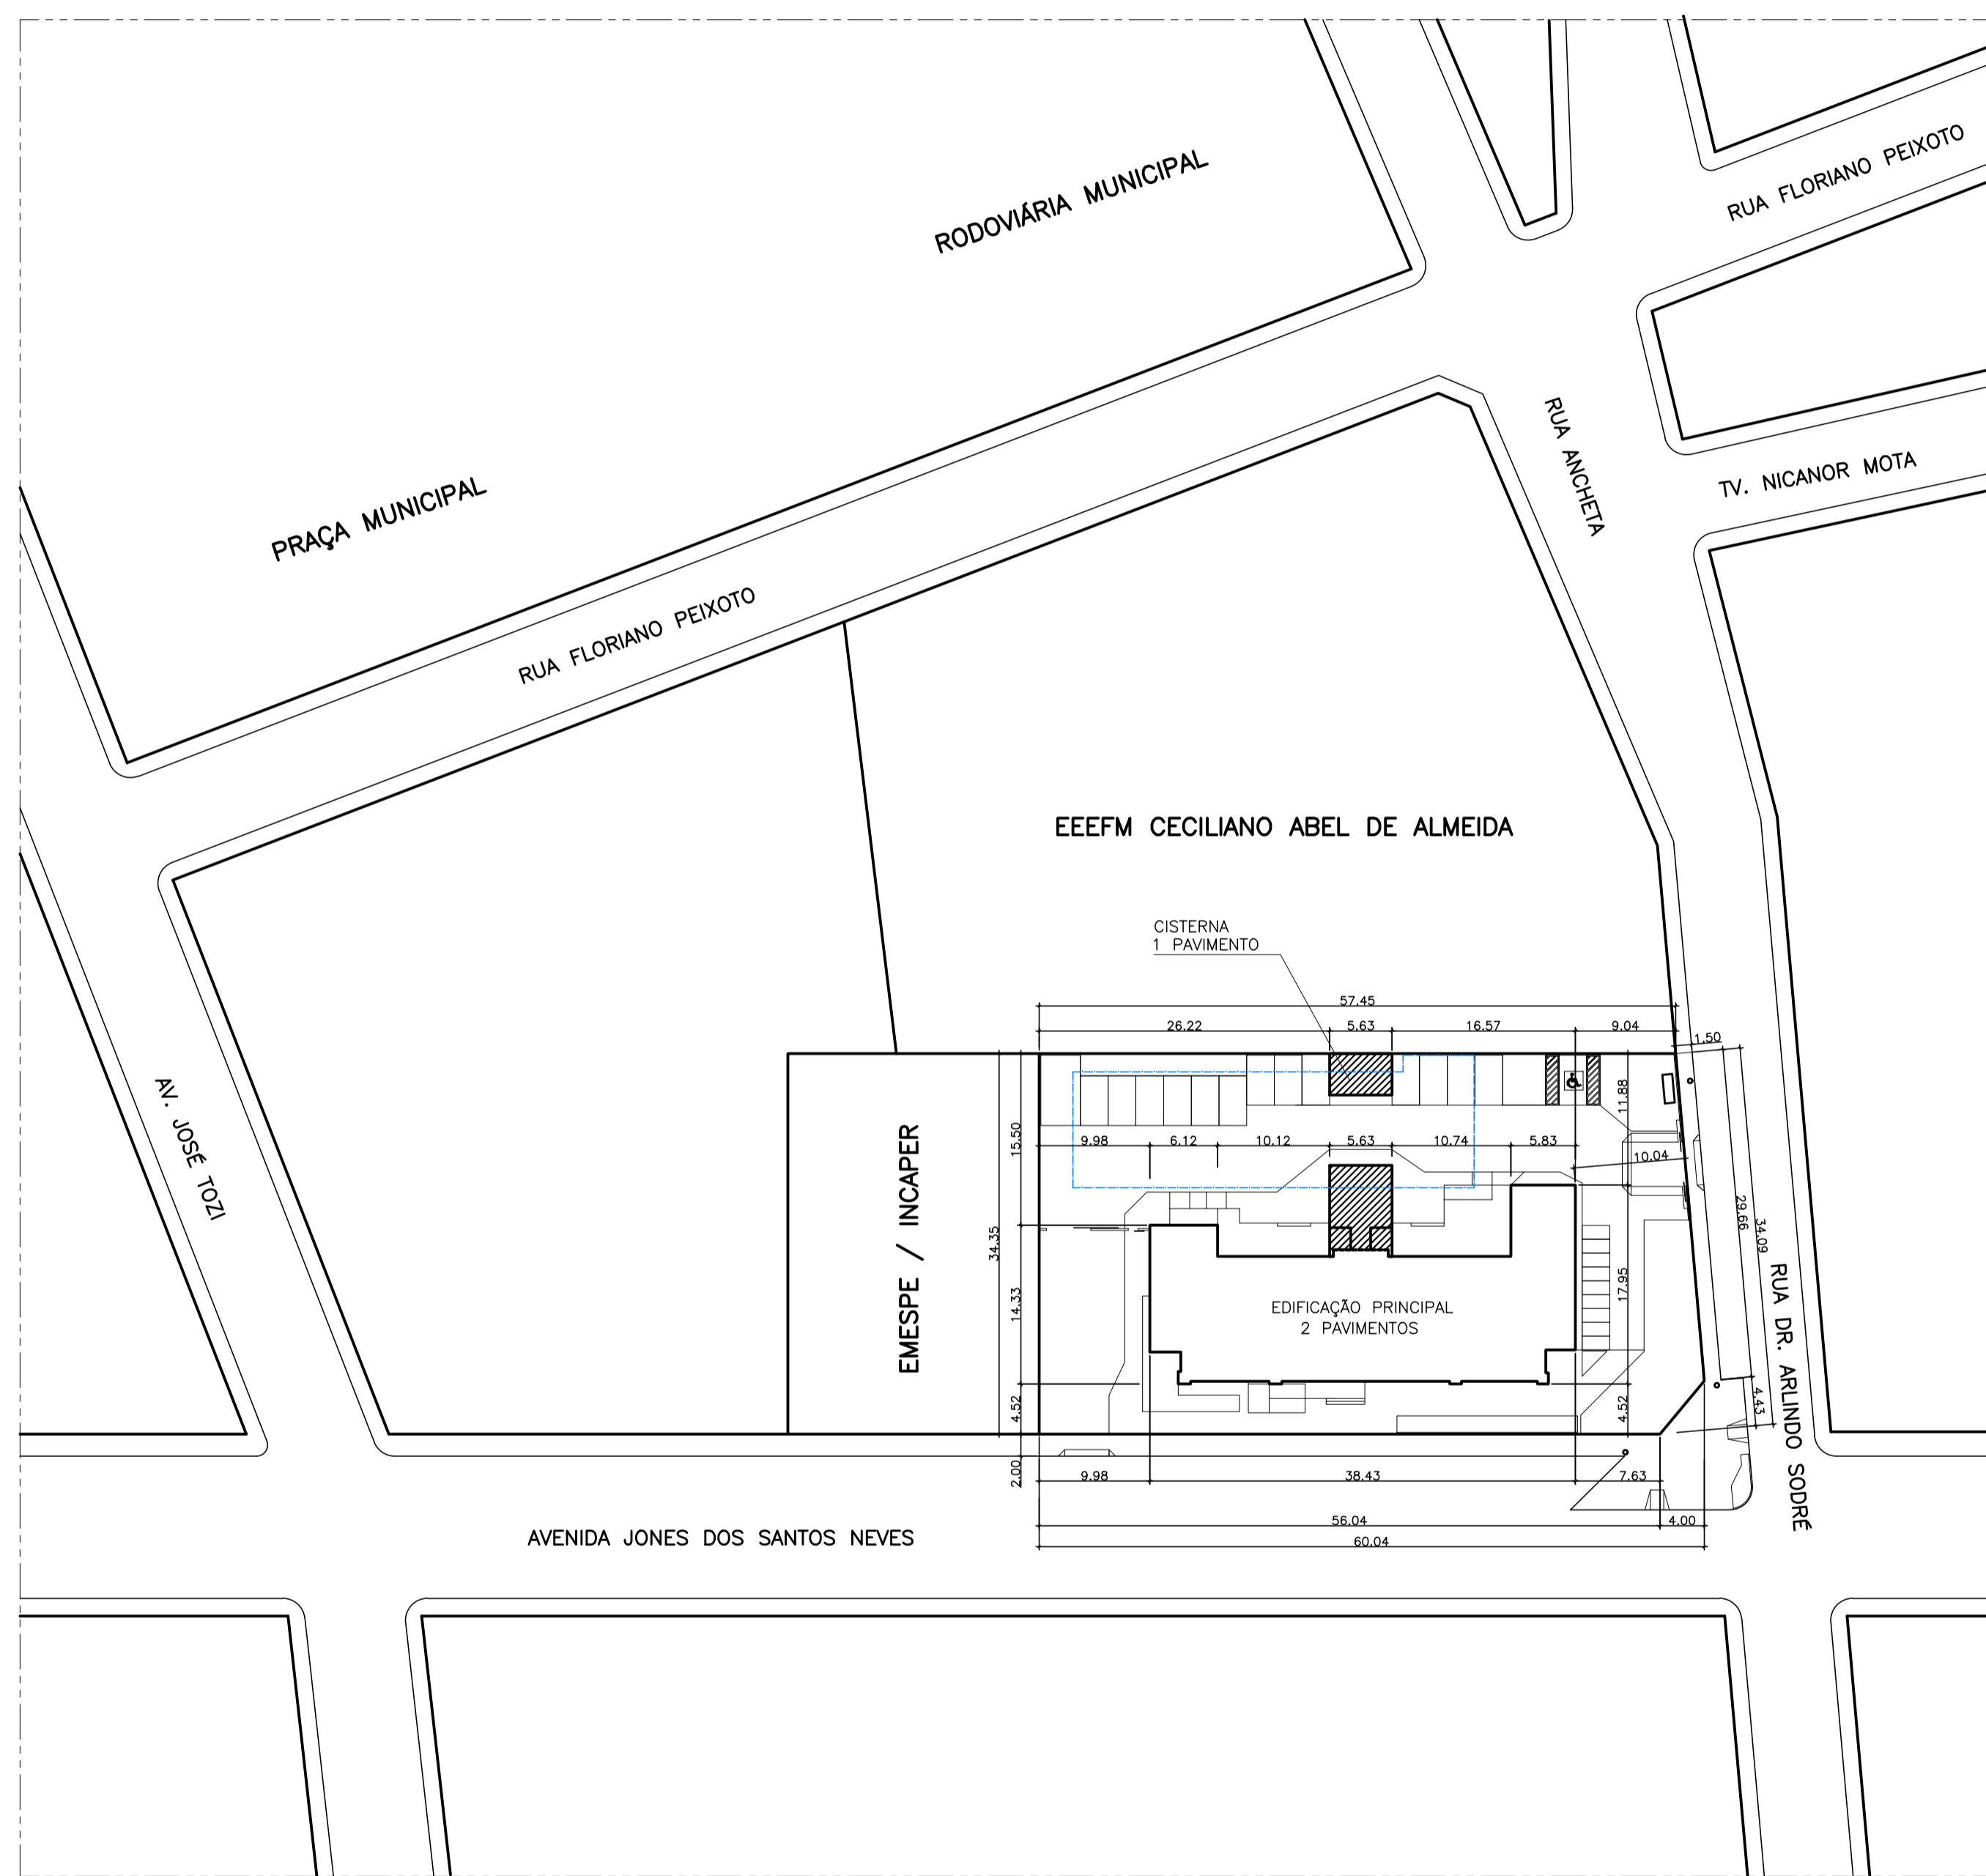 RODOVIÁRIA MUNICIPAL
RUA FLORIANO PEIXOTO
RUA ANCHETA
TV. NICANOR MOTA
PRAÇA MUNICIPAL
RUA FLORIANO PEIXOTO
EEEFM CECILIANO ABEL DE ALMEIDA
CISTERNA
1 PAVIMENTO
57.45
26.22
5.63
16.57
9.04
1.50
AV. JOSÉ TOZI
EMESPE / INCAPER
11.88
15.50
9.98
6.12
10.12
5.63
10.74
5.83
10.04
29.66
34.09
34.35
14.33
17.95
EDIFICAÇÃO PRINCIPAL
2 PAVIMENTOS
RUA DR. ARLINDO SODRÉ
4.52
4.52
4.43
2.00
9.98
38.43
7.63
56.04
4.00
60.04
AVENIDA JONES DOS SANTOS NEVES